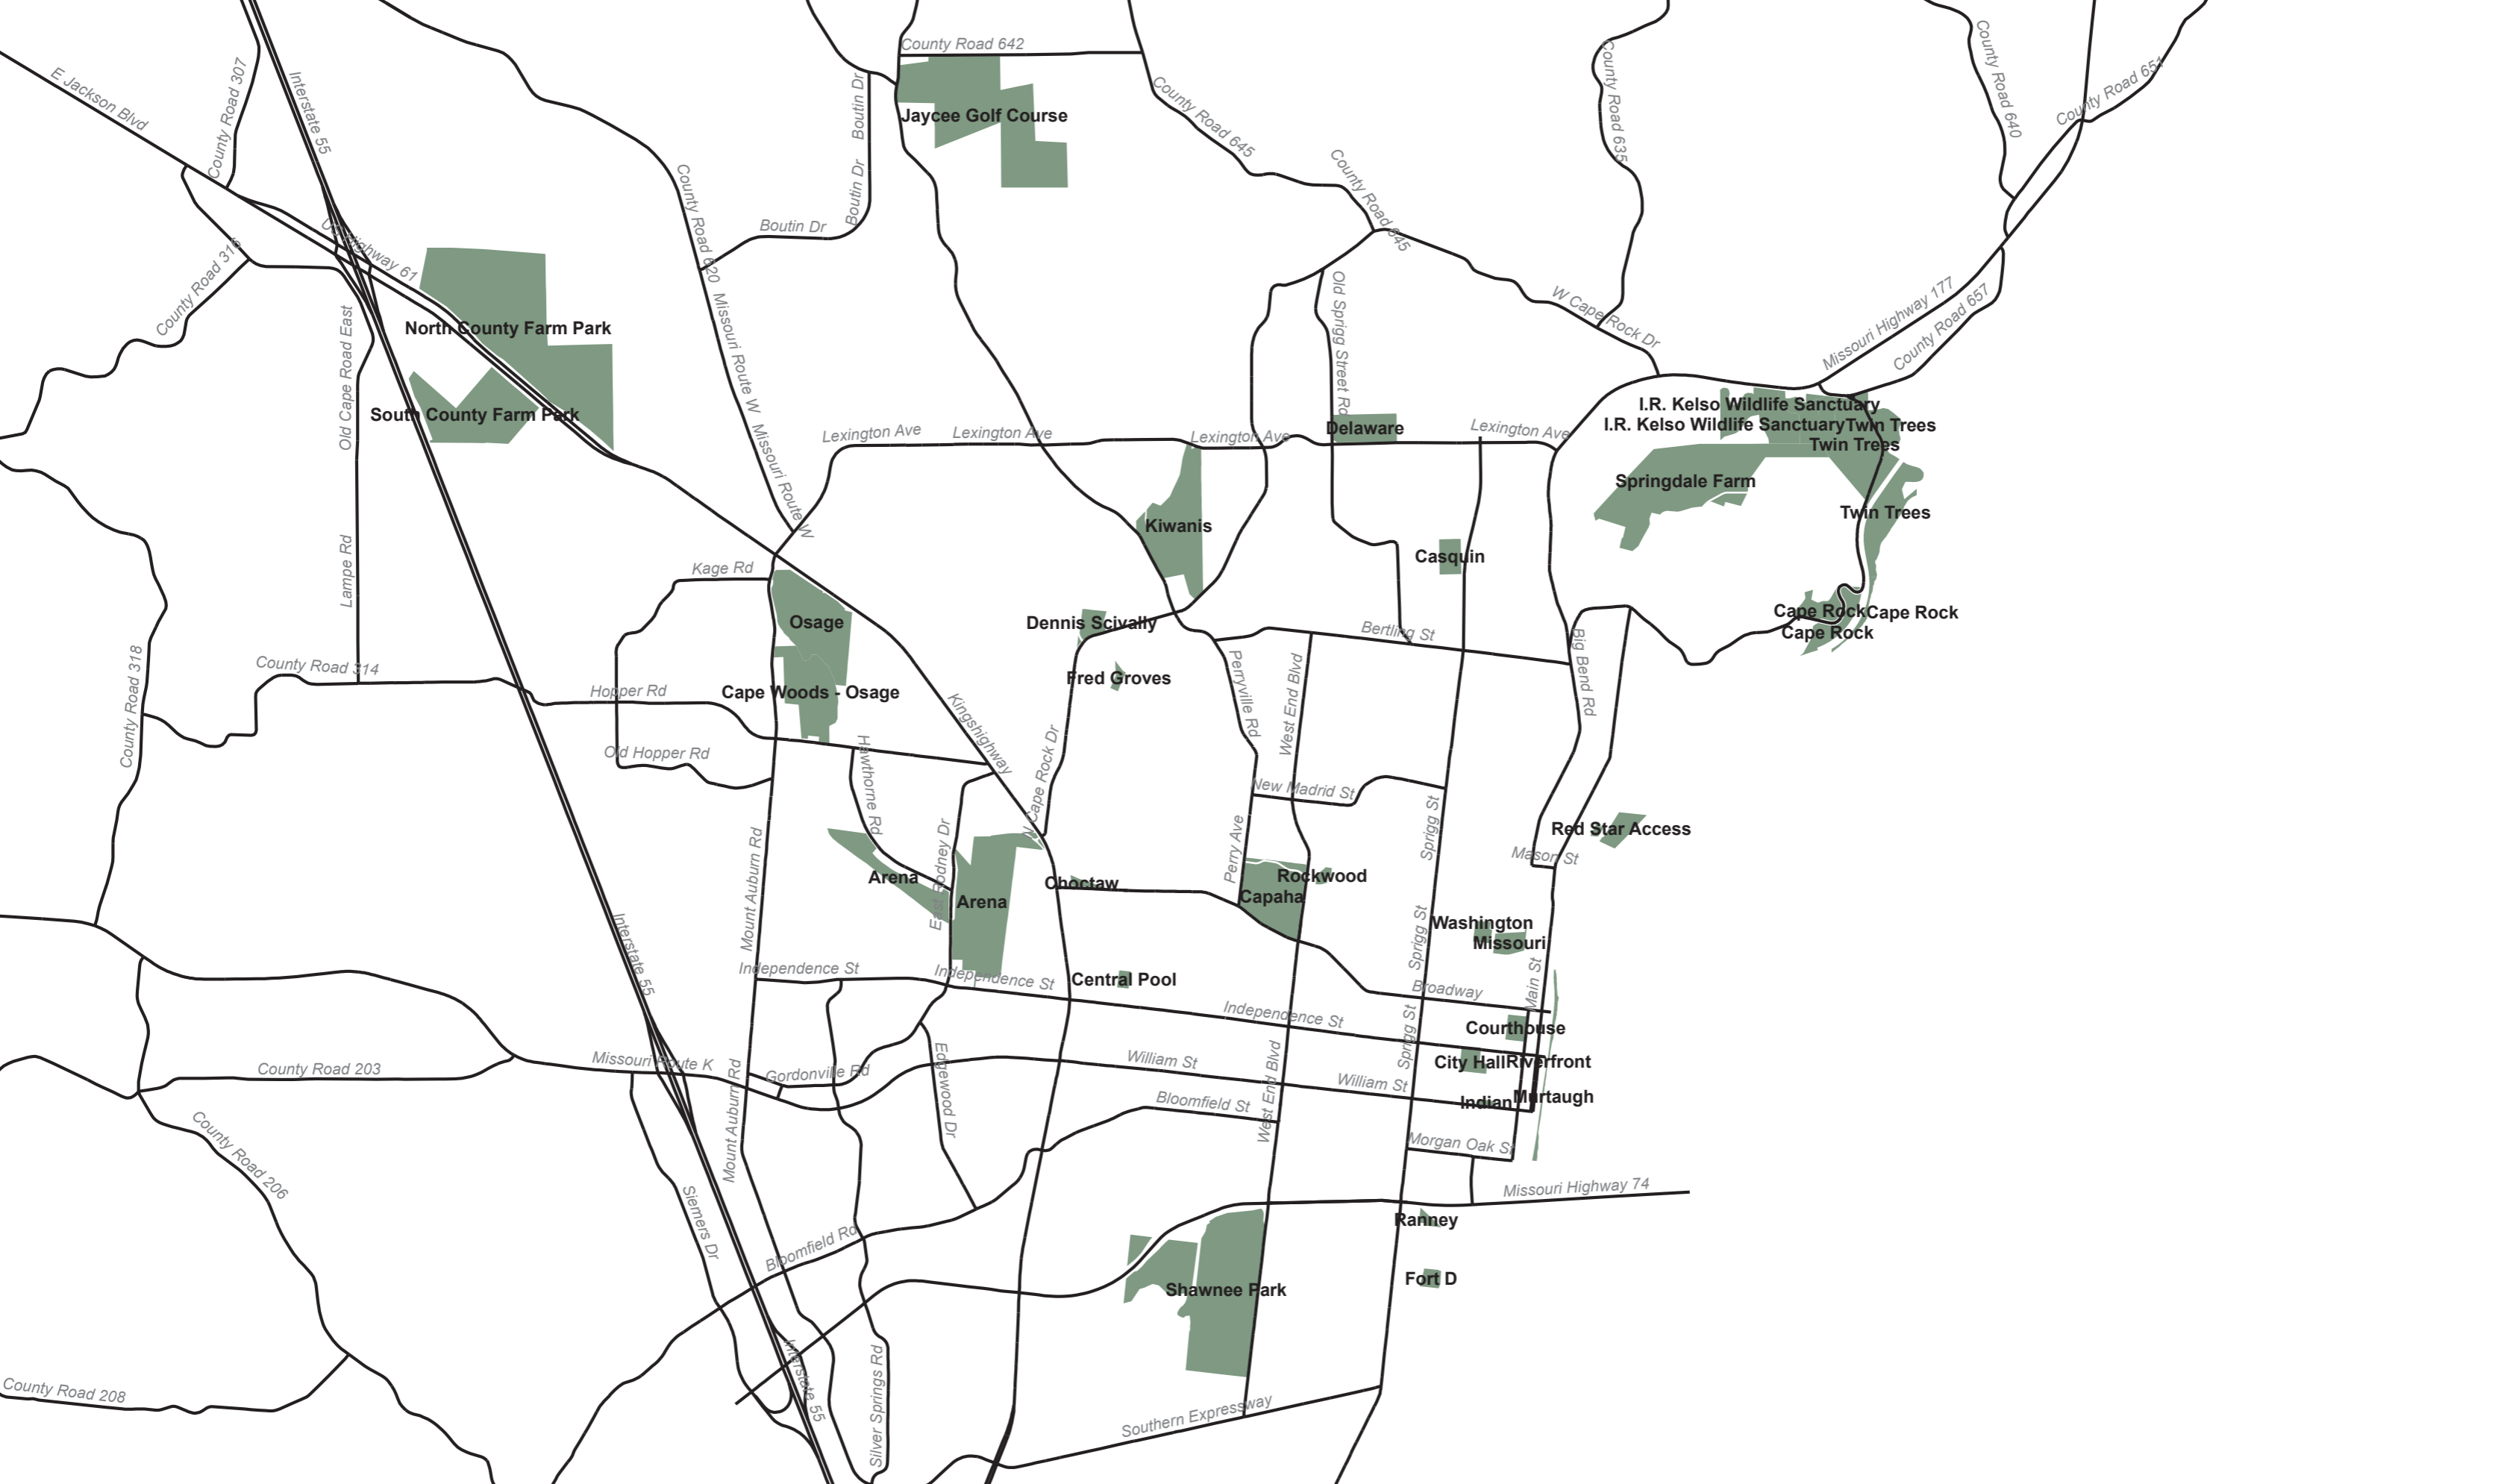 County Road 642
E Jackson Blvd
County Road 307
Interstate 55
Boutin Dr
County Road 645
County Road 635
County Road 640
County Road 651
Jaycee Golf Course
Boutin Dr
Boutin Dr
County Road 645
County Road 620
US Highway 61
County Road 316
Old Cape Road East
North County Farm Park
South County Farm Park
Missouri Route W
Missouri Route W
Old Sprigg Street Rd
W Cape Rock Dr
Missouri Highway 177
County Road 657
Lexington Ave
Lexington Ave
Lexington Ave
Delaware
Lexington Ave
I.R. Kelso Wildlife Sanctuary
I.R. Kelso Wildlife Sanctuary
Twin Trees
Twin Trees
Springdale Farm
Twin Trees
Kiwanis
Casquin
Lampe Rd
Kage Rd
Osage
Dennis Scivally
Bertling St
Cape Rock
Cape Rock
Cape Rock
County Road 318
County Road 314
Hopper Rd
Cape Woods - Osage
Fred Groves
Perryville Rd
West End Blvd
Big Bend Rd
Old Hopper Rd
Hawthorne Rd
Kingshighway
W Cape Rock Dr
New Madrid St
Sprigg St
Red Star Access
Mason St
Mount Auburn Rd
East Rodney Dr
Arena
Arena
Choctaw
Perry Ave
Rockwood
Capaha
Washington
Missouri
Sprigg St
Interstate 55
Independence St
Independence St
Central Pool
Broadway
Main St
Independence St
Courthouse
Sprigg St
City Hall
Riverfront
County Road 203
Missouri Route K
Gordonville Rd
Edgewood Dr
William St
William St
Mount Auburn Rd
Bloomfield St
West End Blvd
Indian
Murtaugh
Morgan Oak St
County Road 206
Siemers Dr
Missouri Highway 74
Ranney
Bloomfield Rd
Shawnee Park
Fort D
Interstate 55
Silver Springs Rd
County Road 208
Southern Expressway